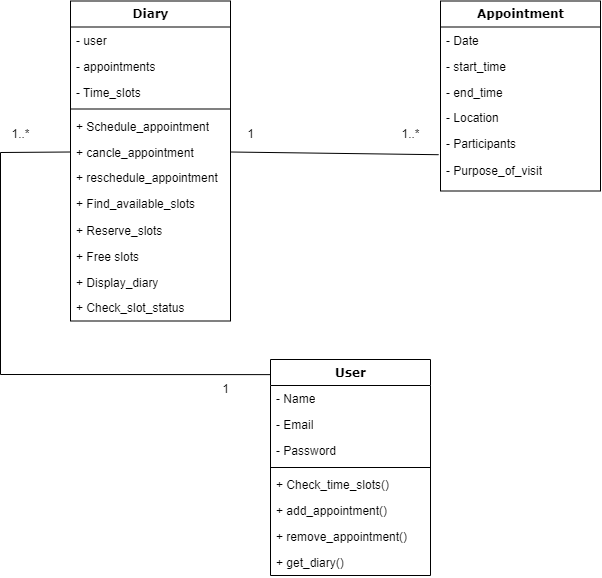 Diary
- user
- appointments
- Time_slots
+ Schedule_appointment
+ cancle_appointment
+ reschedule_appointment
+ Find_available_slots
+ Reserve_slots
+ Free slots
+ Display_diary
+ Check_slot_status
1..*
1
1..*
Appointment
- Date
- start_time
- end_time
- Location
- Participants
- Purpose_of_visit
1
User
- Name
- Email
- Password
+ Check_time_slots()
+ add_appointment()
+ remove_appointment()
+ get_diary()